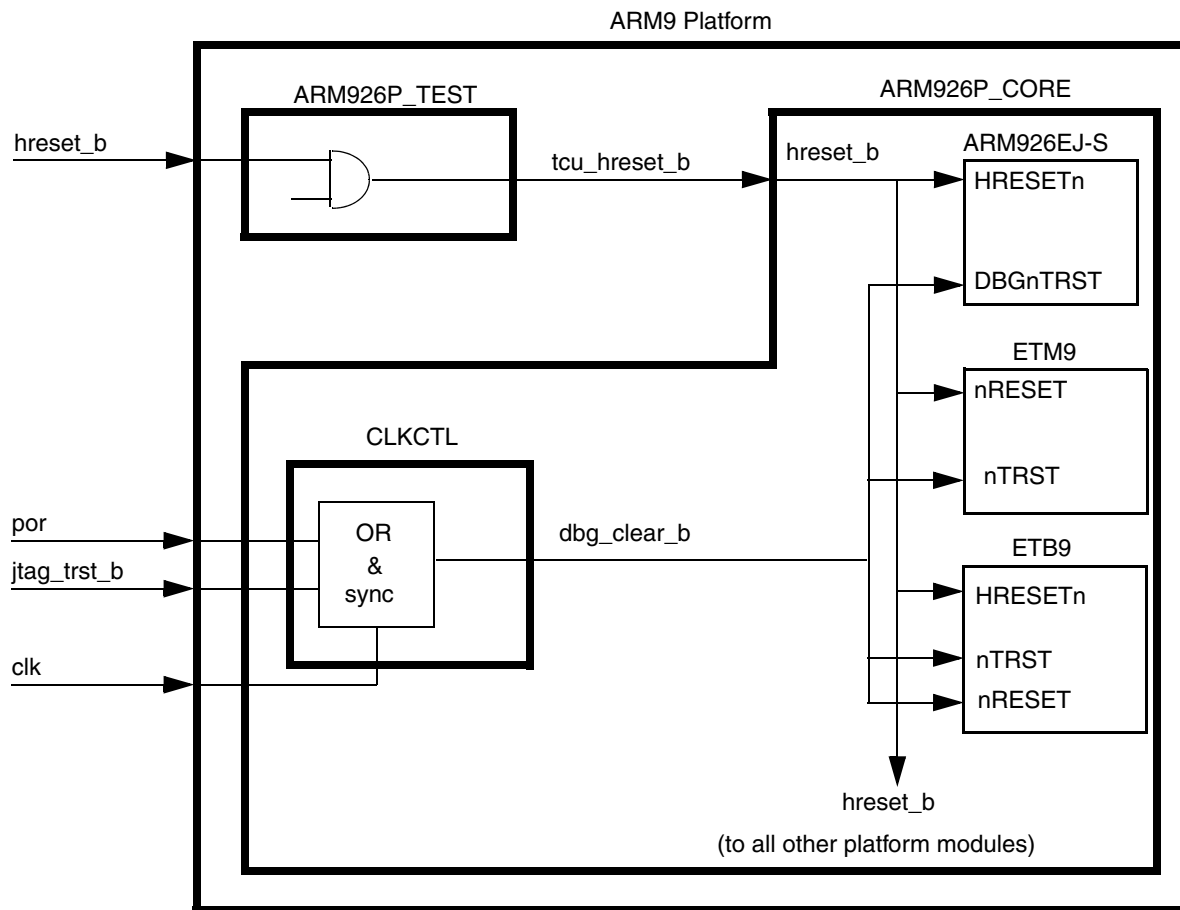 ARM9 Platform
ARM926P_TEST
ARM926P_CORE
hreset_b
tcu_hreset_b
hreset_b
ARM926EJ-S
HRESETn
DBGnTRST
ETM9
nRESET
nTRST
CLKCTL
por
jtag_trst_b
clk
OR
&
sync
dbg_clear_b
ETB9
HRESETn
nTRST
nRESET
hreset_b
(to all other platform modules)